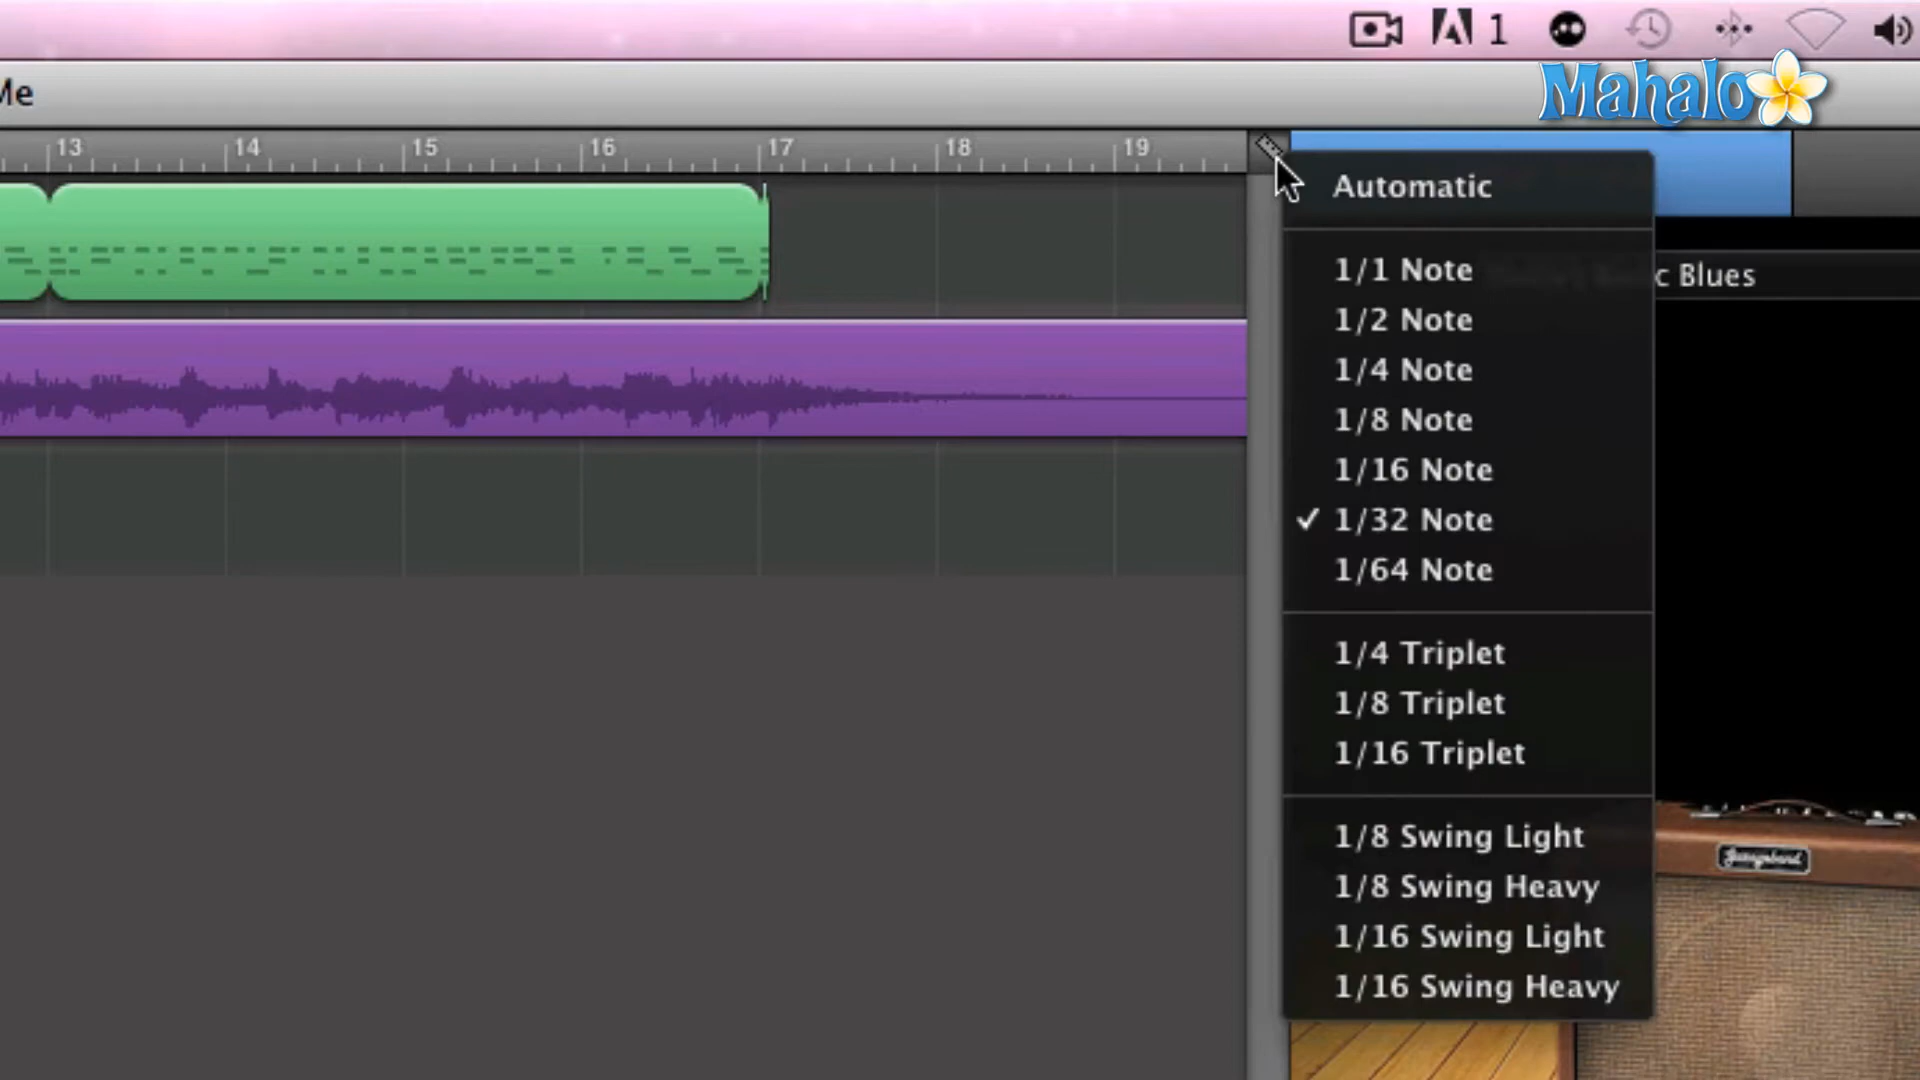 1
Mahalo
Me
13 14 15 16 17 18 19
Automatic
1/1 Note
c Blues
1/2 Note
1/4 Note
1/8 Note
1/16 Note
✓ 1/32 Note
1/64 Note
1/4 Triplet
1/8 Triplet
1/16 Triplet
1/8 Swing Light
GarageBand
1/8 Swing Heavy
1/16 Swing Light
1/16 Swing Heavy